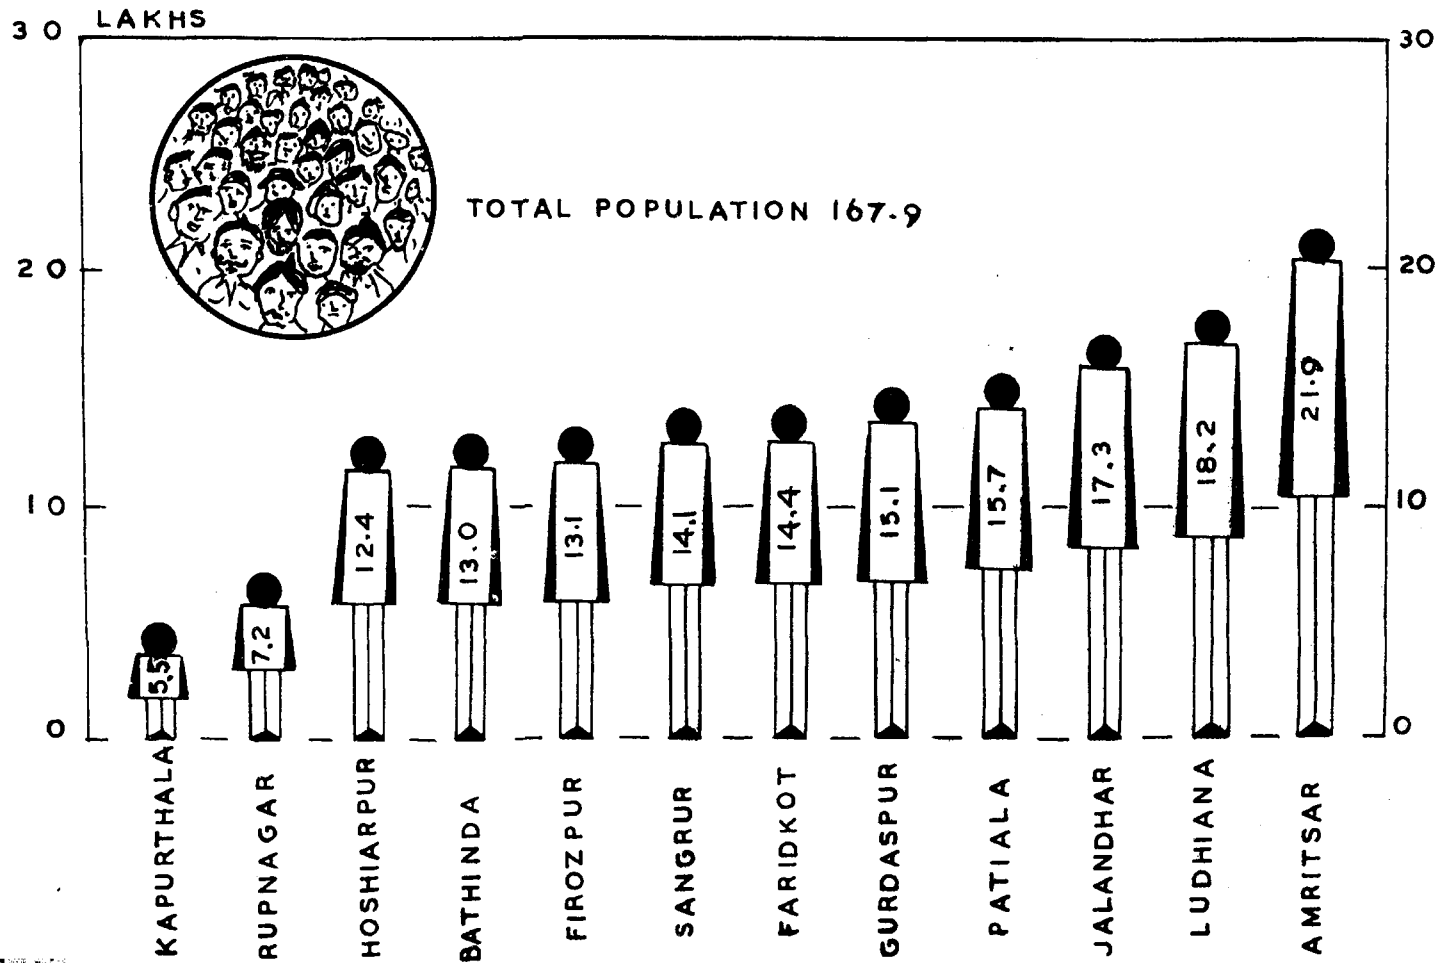 LAKHS
30
30
TOTAL POPULATION 167.9
20
20
10
10
0
0
5.5
7.2
12.4
13.0
13.1
14.1
14.4
15.1
15.7
17.3
18.2
21.9
KAPURTHALA
RUPNAGAR
HOSHIARPUR
BATHINDA
FIROZPUR
SANGRUR
FARIDKOT
GURDASPUR
PATIALA
JALANDHAR
LUDHIANA
AMRITSAR